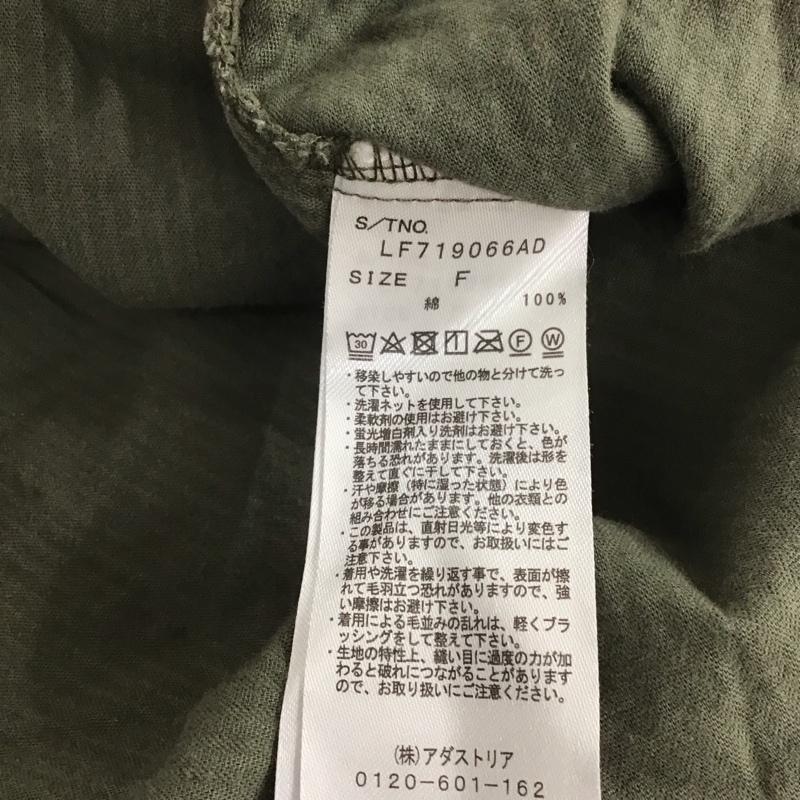 S/TNO.
LF719066AD
SIZE F
綿 100%
30 F W
・移染しやすいので他の物と分けて洗っ
て下さい。
・洗濯ネットを使用して下さい。
・柔軟剤の使用はお避け下さい。
・蛍光増白剤入り洗剤はお避け下さい。
・長時間濡れたままにしておくと、色が
落ちる恐れがあります。洗濯後は形を
整えて直ぐに干して下さい。
・汗や摩擦（特に湿った状態）により色
が移る場合があります。他の衣類との
組み合わせにご注意ください。
・この製品は、直射日光等により変色す
る事がありますので、お取扱いにはご
注意下さい。
・着用や洗濯を繰り返す事で、表面が擦
れて毛羽立つ恐れがありますので、強
い摩擦はお避け下さい。
・着用による毛並みの乱れは、軽くブラ
ッシングをして整えて下さい。
・生地の特性上、縫い目に過度の力が加
わると破れにつながることがあります
ので、お取り扱いにご注意ください。
(株)アダストリア
0120-601-162